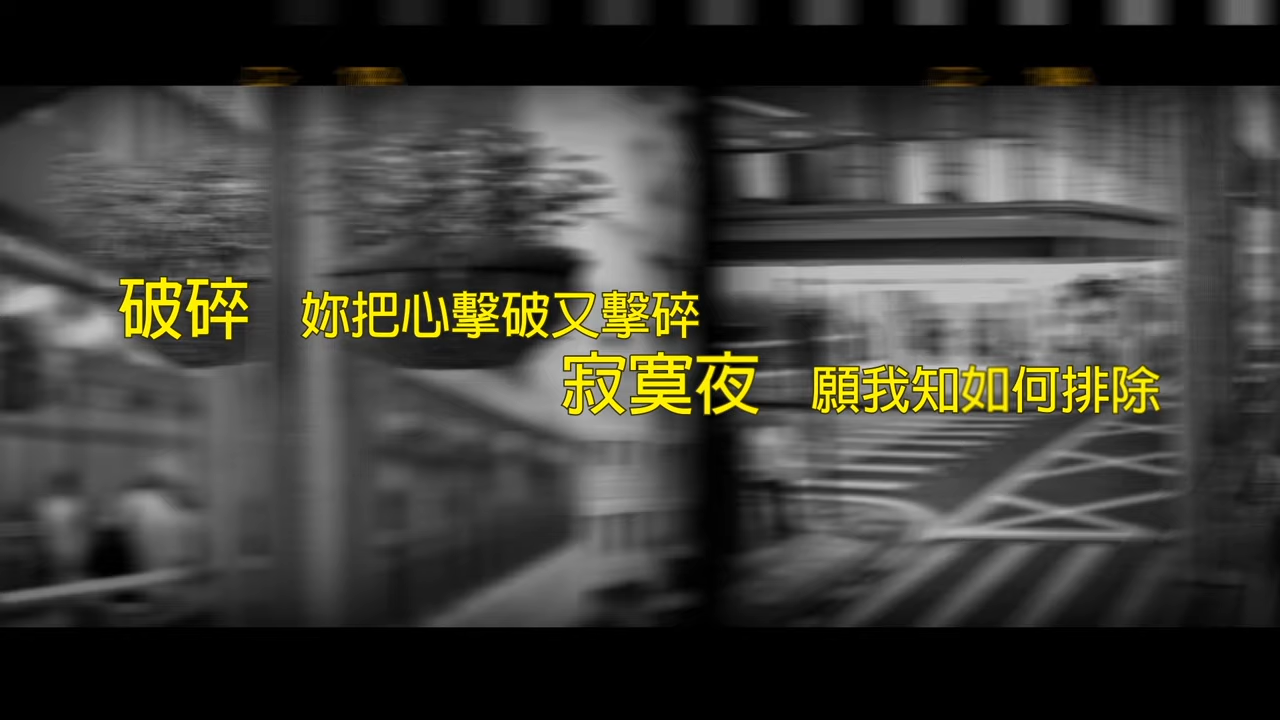 破碎　妳把心擊破又擊碎
寂寞夜　願我知如何排除